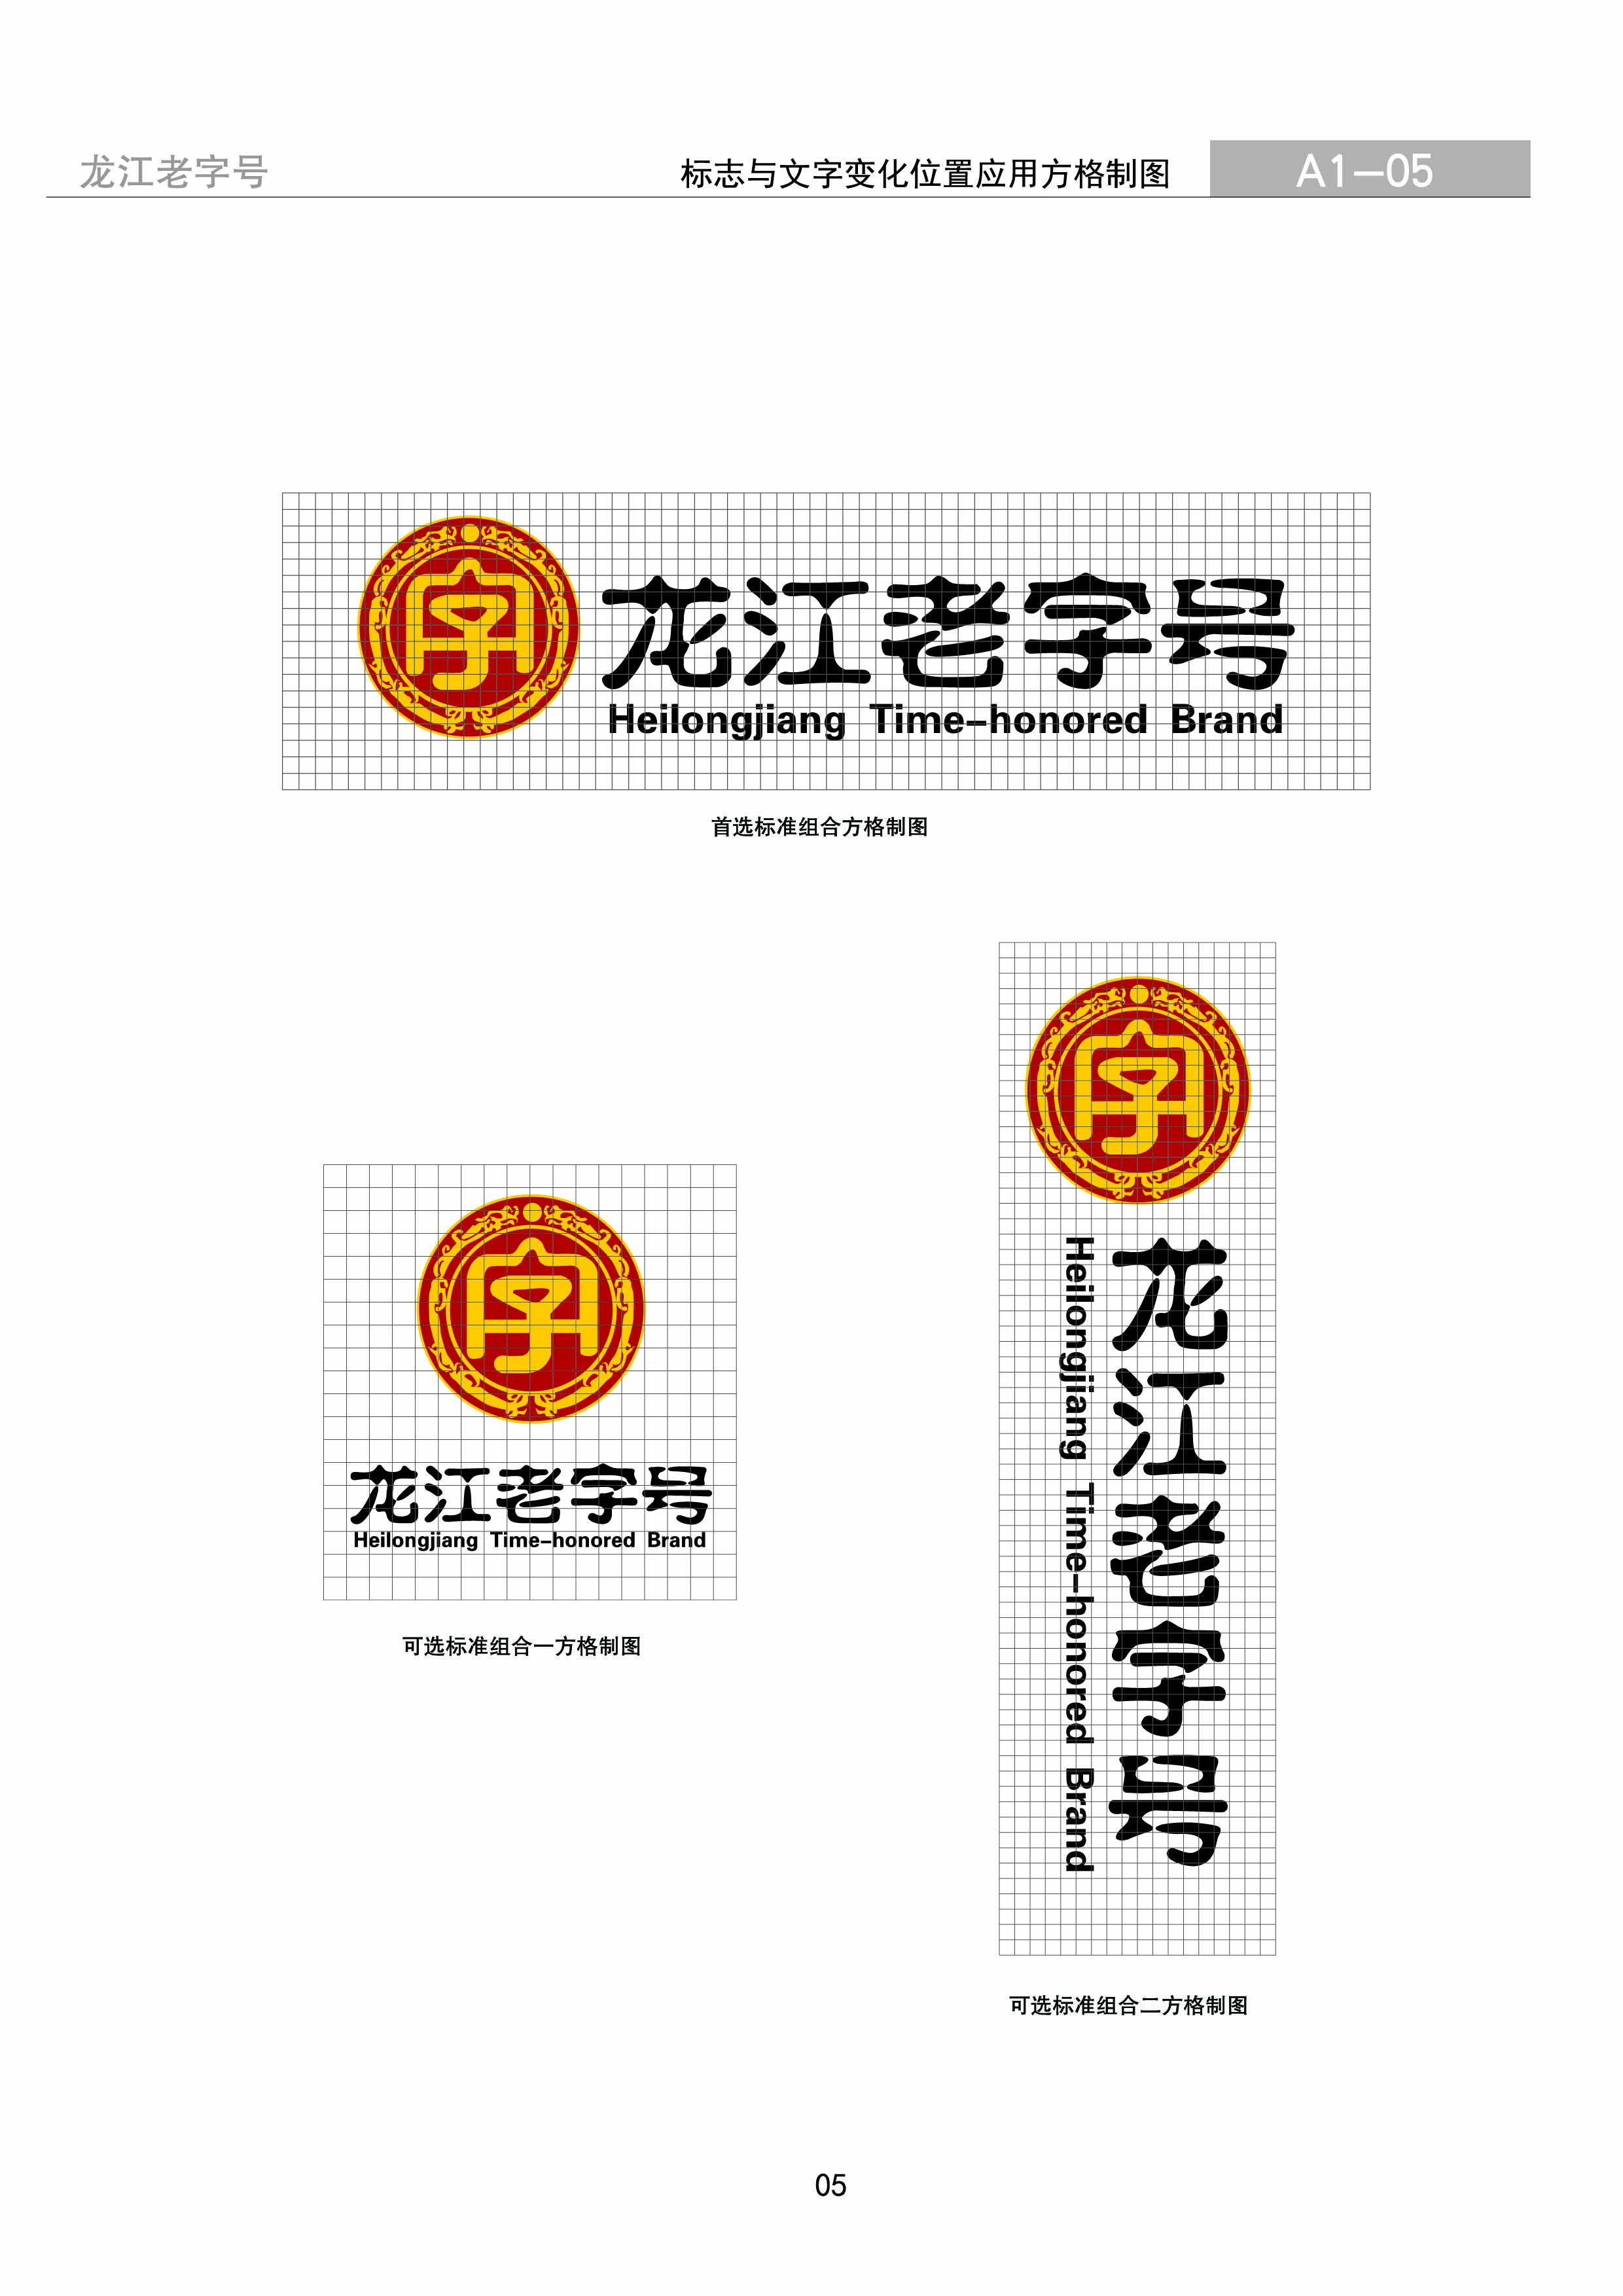 龙江老字号
标志与文字变化位置应用方格制图
A1-05
字
龙江老字号
Heilongjiang Time-honored Brand
首选标准组合方格制图
字
龙江老字号
Heilongjiang Time-honored Brand
可选标准组合一方格制图
字
龙江老字号
Heilongjiang Time-honored Brand
可选标准组合二方格制图
05